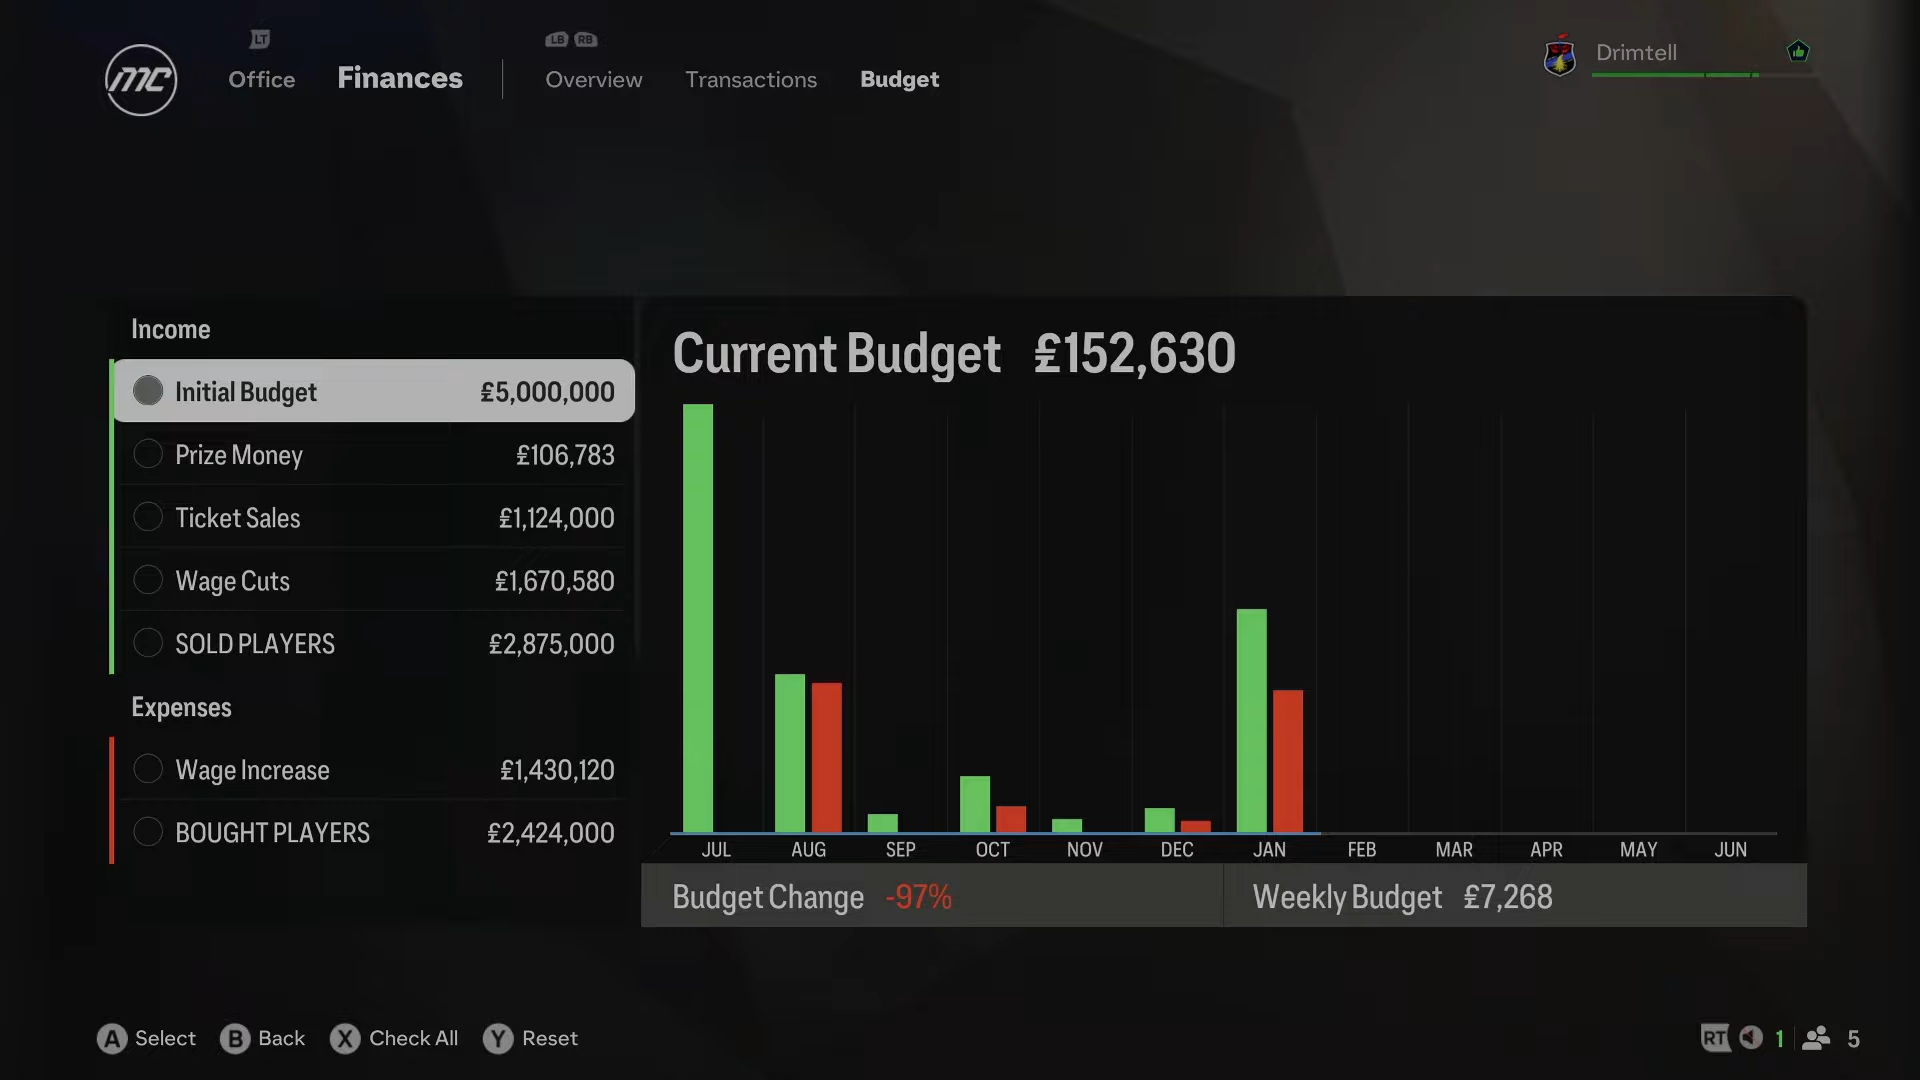 LT
LB RB
MC
Office
Finances
Overview
Transactions
Budget
Drimtell
Income
Initial Budget £5,000,000
Prize Money £106,783
Ticket Sales £1,124,000
Wage Cuts £1,670,580
SOLD PLAYERS £2,875,000
Expenses
Wage Increase £1,430,120
BOUGHT PLAYERS £2,424,000
Current Budget £152,630
JUL AUG SEP OCT NOV DEC JAN FEB MAR APR MAY JUN
Budget Change -97%
Weekly Budget £7,268
A Select B Back X Check All Y Reset
RT 1 5